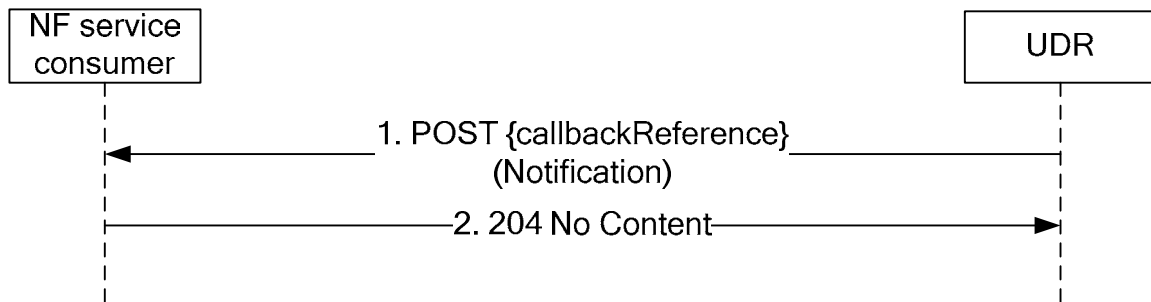 NF service
consumer
UDR
1. POST {callbackReference}
(Notification)
2. 204 No Content